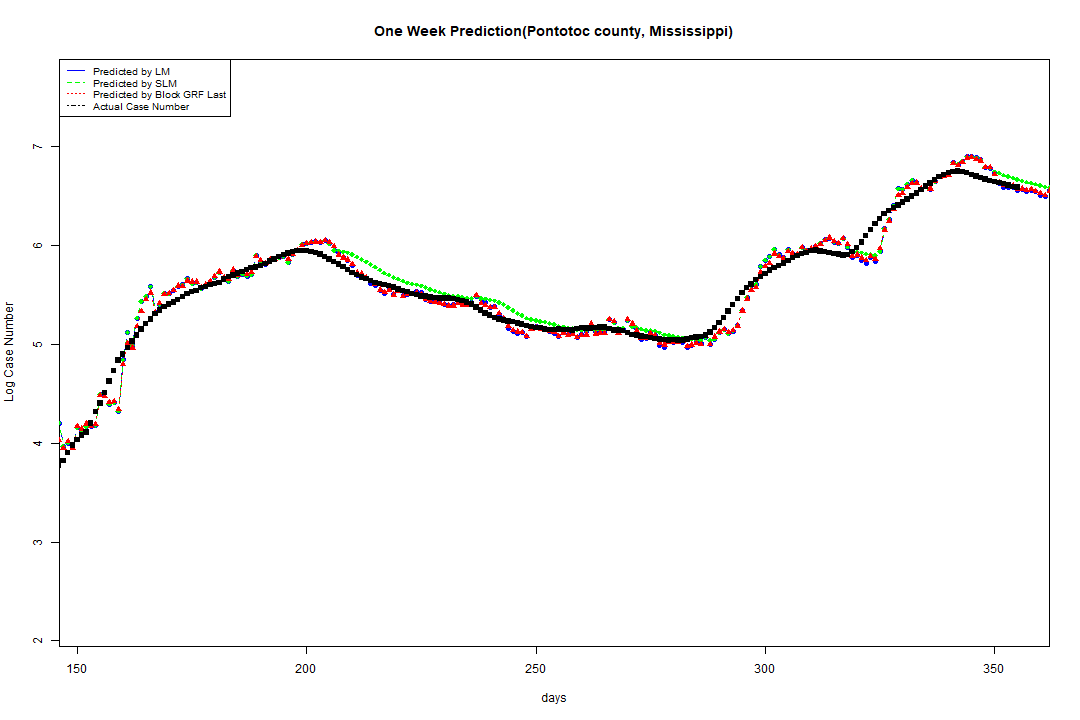 One Week Prediction(Pontotoc county, Mississippi)
Predicted by LM
Predicted by SLM
Predicted by Block GRF Last
Actual Case Number
7
6
5
4
3
2
Log Case Number
150 200 250 300 350
days